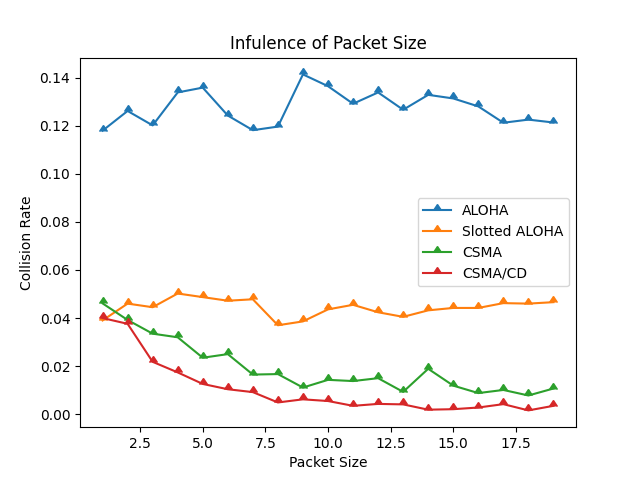 Infulence of Packet Size
0.14
0.12
0.10
0.08
0.06
0.04
0.02
0.00
Collision Rate
ALOHA
Slotted ALOHA
CSMA
CSMA/CD
2.5 5.0 7.5 10.0 12.5 15.0 17.5
Packet Size